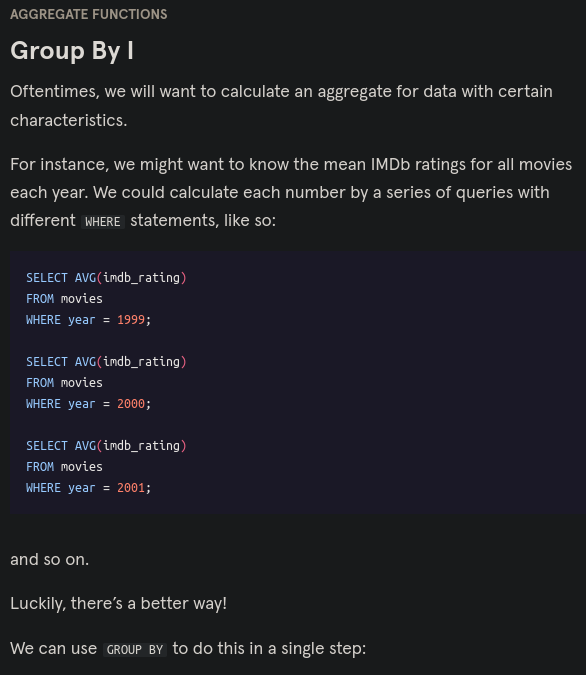 AGGREGATE FUNCTIONS
Group By I
Oftentimes, we will want to calculate an aggregate for data with certain
characteristics.
For instance, we might want to know the mean IMDb ratings for all movies
each year. We could calculate each number by a series of queries with
different WHERE statements, like so:
SELECT AVG(imdb_rating)
FROM movies
WHERE year = 1999;
SELECT AVG(imdb_rating)
FROM movies
WHERE year = 2000;
SELECT AVG(imdb_rating)
FROM movies
WHERE year = 2001;
and so on.
Luckily, there’s a better way!
We can use GROUP BY to do this in a single step: